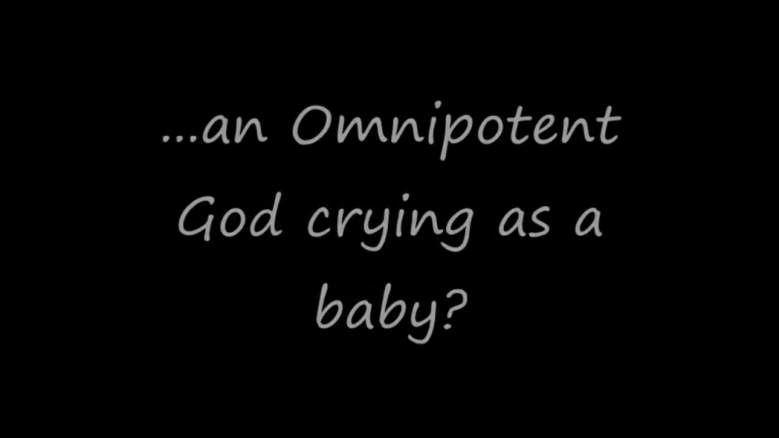 ...an Omnipotent
God crying as a
baby?